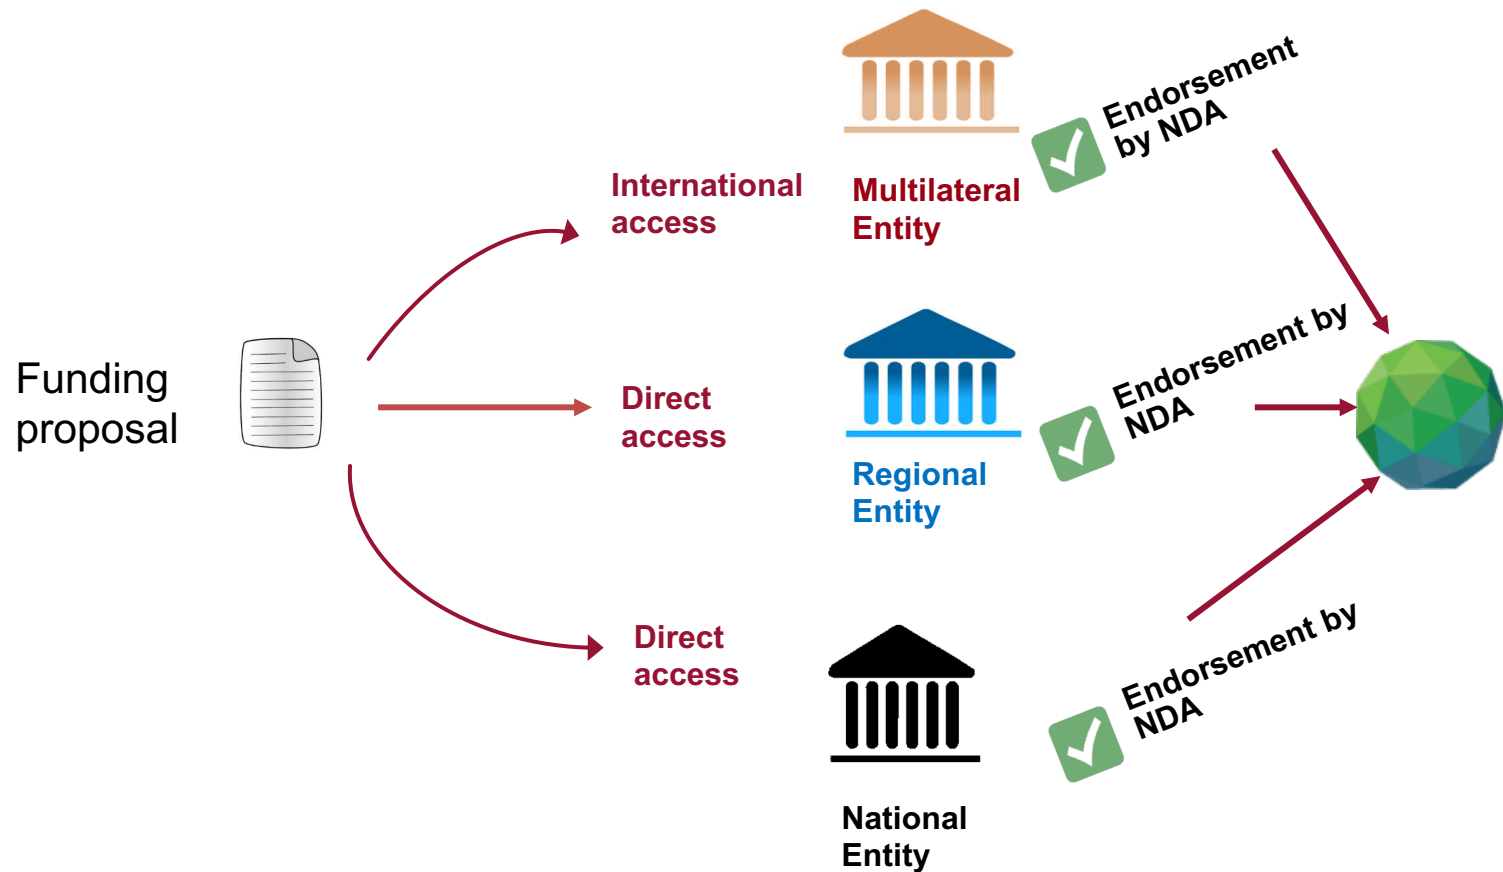 Funding
proposal
International
access
Multilateral
Entity
Endorsement
by NDA
Direct
access
Regional
Entity
Endorsement by
NDA
Direct
access
National
Entity
Endorsement by
NDA